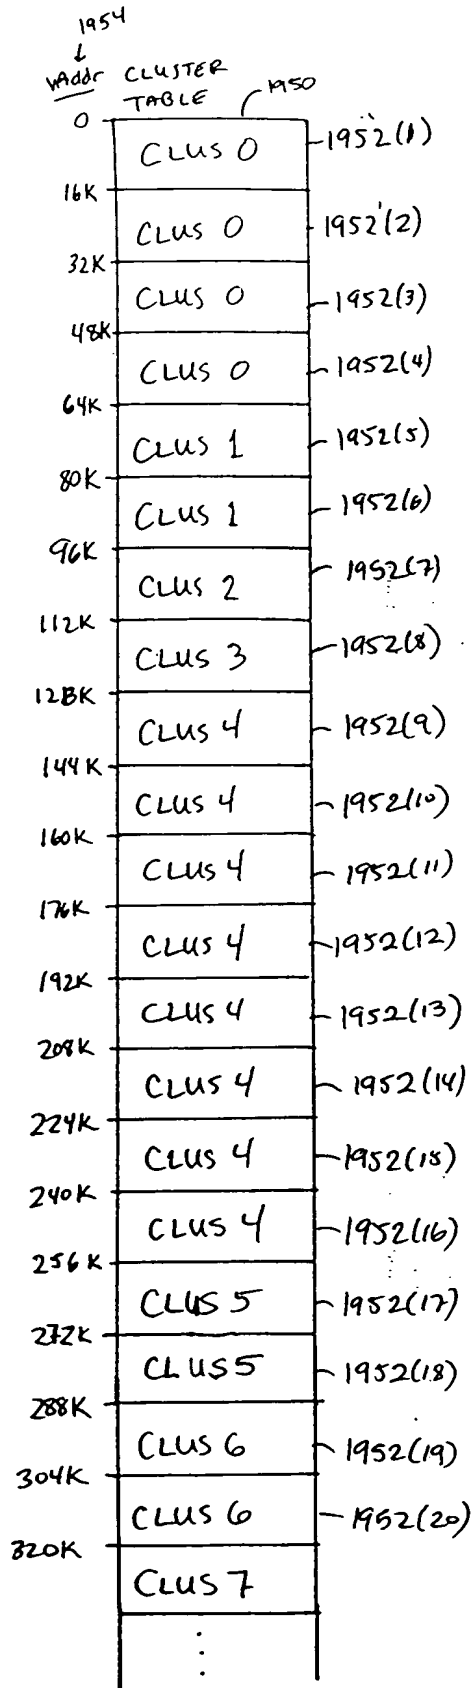 1954
vAddr CLUSTER
TABLE
1950
0
CLUS 0
1952(1)
16K
CLUS 0
1952(2)
32K
CLUS 0
1952(3)
48K
CLUS 0
1952(4)
64K
CLUS 1
1952(5)
80K
CLUS 1
1952(6)
96K
CLUS 2
1952(7)
112K
CLUS 3
1952(8)
128K
CLUS 4
1952(9)
144K
CLUS 4
1952(10)
160K
CLUS 4
1952(11)
176K
CLUS 4
1952(12)
192K
CLUS 4
1952(13)
208K
CLUS 4
1952(14)
224K
CLUS 4
1952(15)
240K
CLUS 4
1952(16)
256K
CLUS 5
1952(17)
272K
CLUS 5
1952(18)
288K
CLUS 6
1952(19)
304K
CLUS 6
1952(20)
320K
CLUS 7